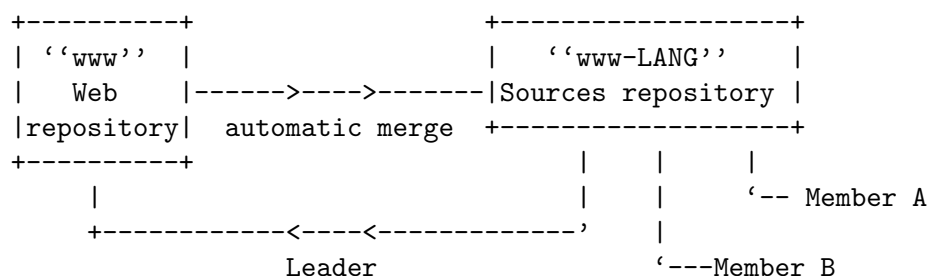 +----------+                  +-------------------+
| ‘‘www’’  |                  |   ‘‘www-LANG’’    |
|   Web    |------>---->-------|Sources repository |
|repository|  automatic merge  +-------------------+
+----------+                        |    |     |
     |                              |    |     ‘-- Member A
     +------------<----<-------------’    |
                 Leader                   ‘---Member B